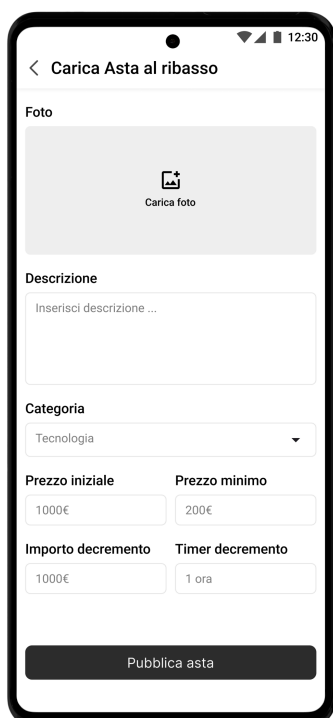 12:30
Carica Asta al ribasso
Foto
Carica foto
Descrizione
Inserisci descrizione ...
Categoria
Tecnologia
Prezzo iniziale Prezzo minimo
1000€ 200€
Importo decremento Timer decremento
1000€ 1 ora
Pubblica asta